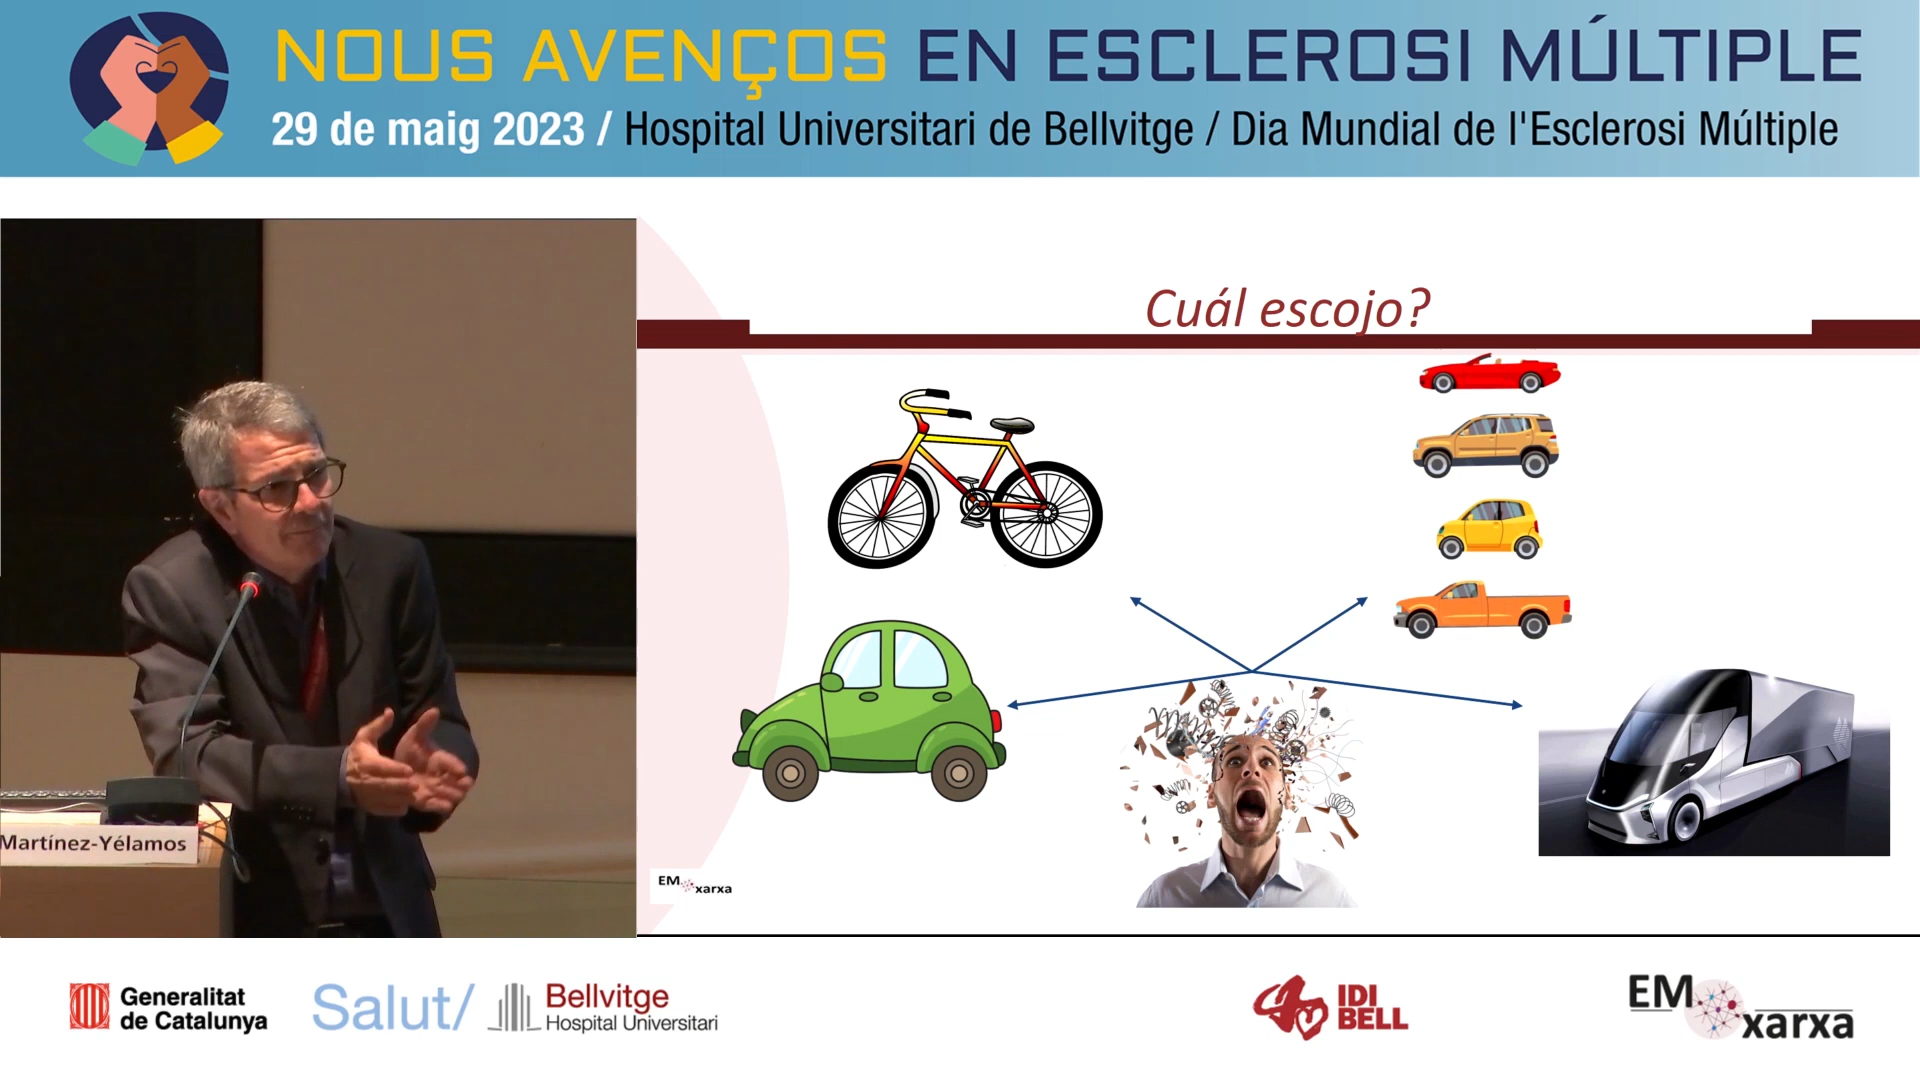 NOUS AVENÇOS EN ESCLEROSI MÚLTIPLE
29 de maig 2023 / Hospital Universitari de Bellvitge / Dia Mundial de l'Esclerosi Múltiple
Cuál escojo?
Martínez-Yélamos
EM
xarxa
Generalitat
de Catalunya
Salut/
Bellvitge
Hospital Universitari
IDI
BELL
EM
xarxa